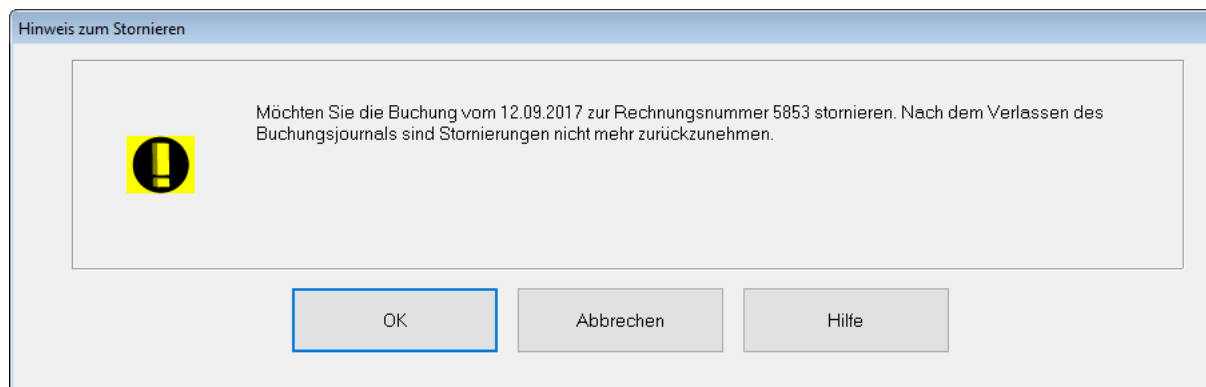 Hinweis zum Stornieren
Möchten Sie die Buchung vom 12.09.2017 zur Rechnungsnummer 5853 stornieren. Nach dem Verlassen des
Buchungsjournals sind Stornierungen nicht mehr zurückzunehmen.
OK
Abbrechen
Hilfe